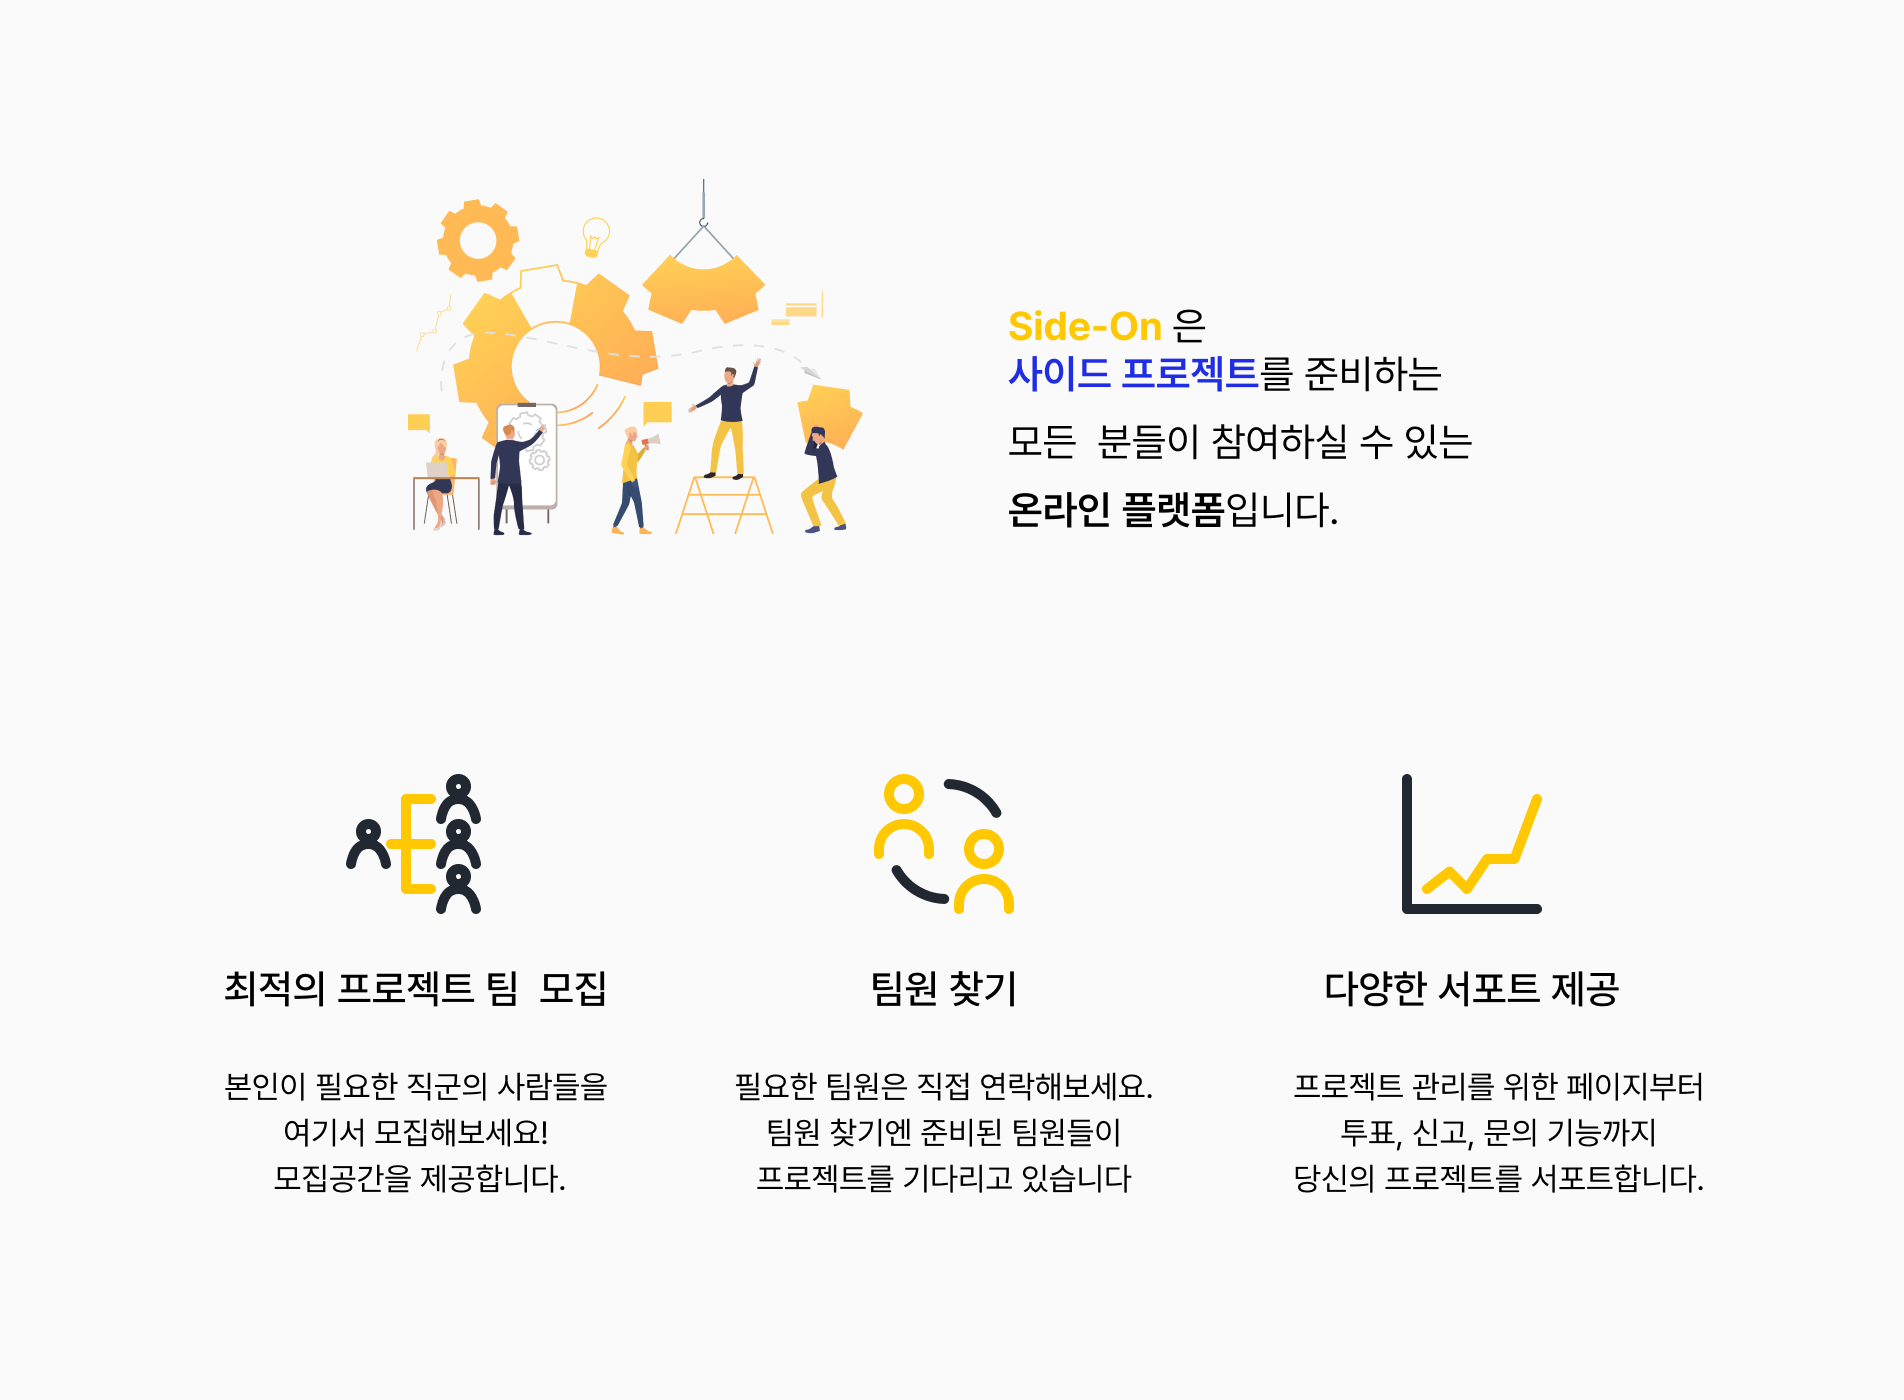 Side-On 은
사이드 프로젝트를 준비하는
모든  분들이 참여하실 수 있는
온라인 플랫폼입니다.
최적의 프로젝트 팀  모집
본인이 필요한 직군의 사람들을
여기서 모집해보세요!
모집공간을 제공합니다.
팀원 찾기
필요한 팀원은 직접 연락해보세요.
팀원 찾기엔 준비된 팀원들이
프로젝트를 기다리고 있습니다
다양한 서포트 제공
프로젝트 관리를 위한 페이지부터
투표, 신고, 문의 기능까지
당신의 프로젝트를 서포트합니다.